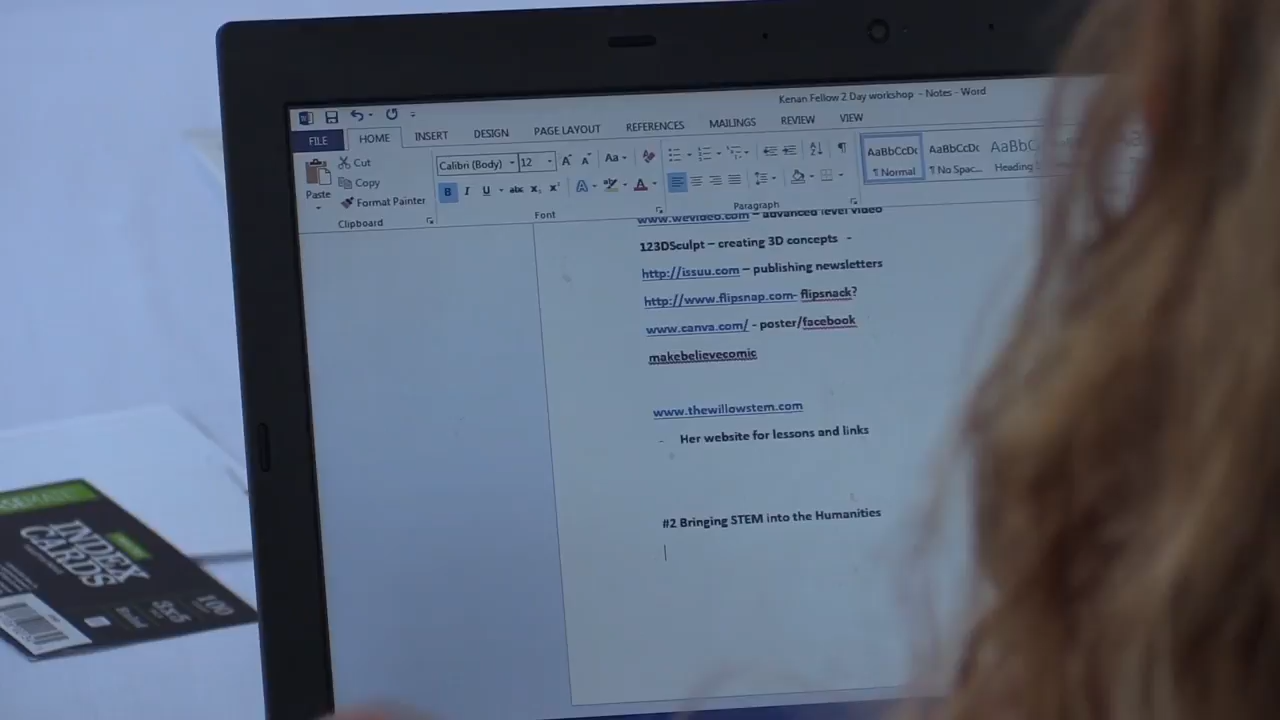 Kenan Fellow 2 Day workshop - Notes - Word
FILE HOME INSERT DESIGN PAGE LAYOUT REFERENCES MAILINGS REVIEW VIEW
Paste
Cut
Copy
Format Painter
Clipboard
Calibri (Body) 12
Font
Paragraph
AaBbCcDc AaBbCcDc AaBbC
¶ Normal ¶ No Spac... Heading
www.wevideo.com – advanced level video
123DSculpt – creating 3D concepts -
http://issuu.com – publishing newsletters
http://www.flipsnap.com- flipsnack?
www.canva.com/ - poster/facebook
makebelievecomic
www.thewillowstem.com
- Her website for lessons and links
#2 Bringing STEM into the Humanities
INDEX
CARDS
100